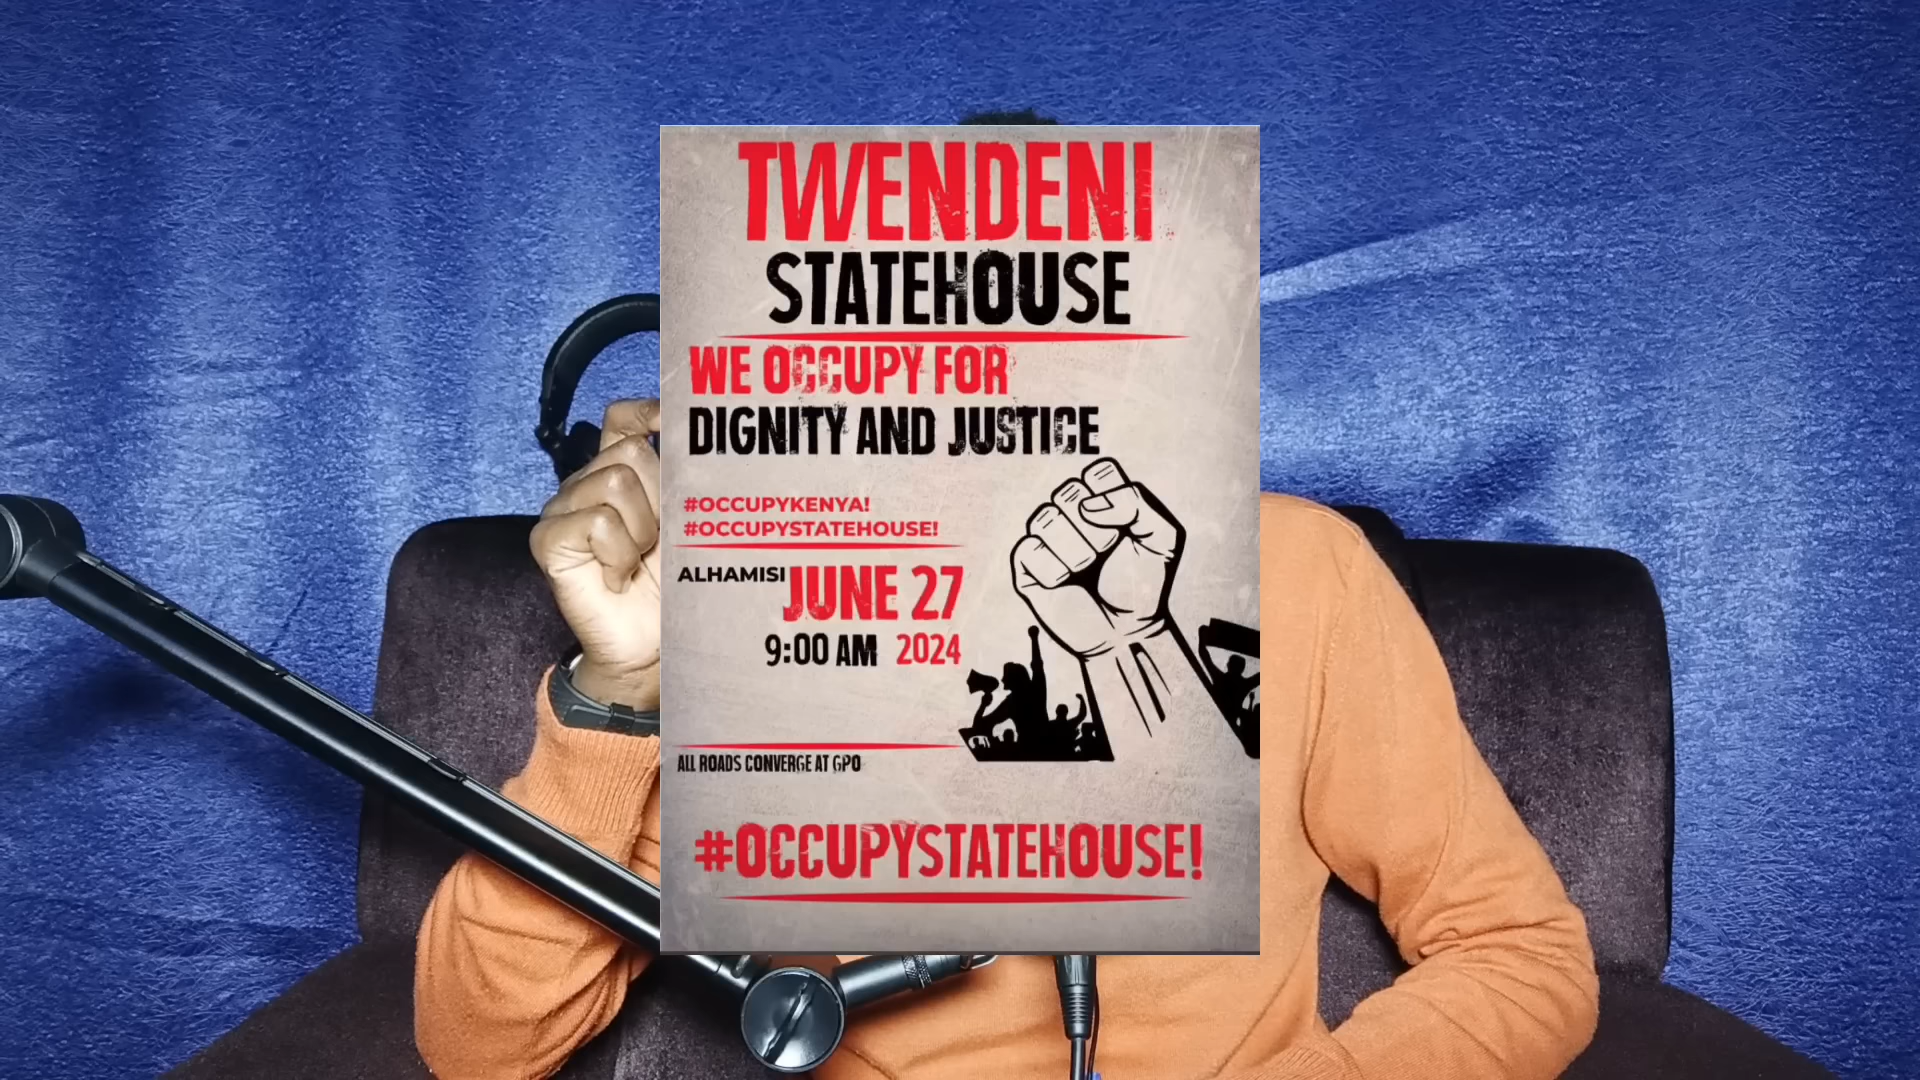 TWENDENI
STATEHOUSE
WE OCCUPY FOR
DIGNITY AND JUSTICE
#OCCUPYKENYA!
#OCCUPYSTATEHOUSE!
ALHAMISI JUNE 27
9:00 AM 2024
ALL ROADS CONVERGE AT GPO
#OCCUPYSTATEHOUSE!